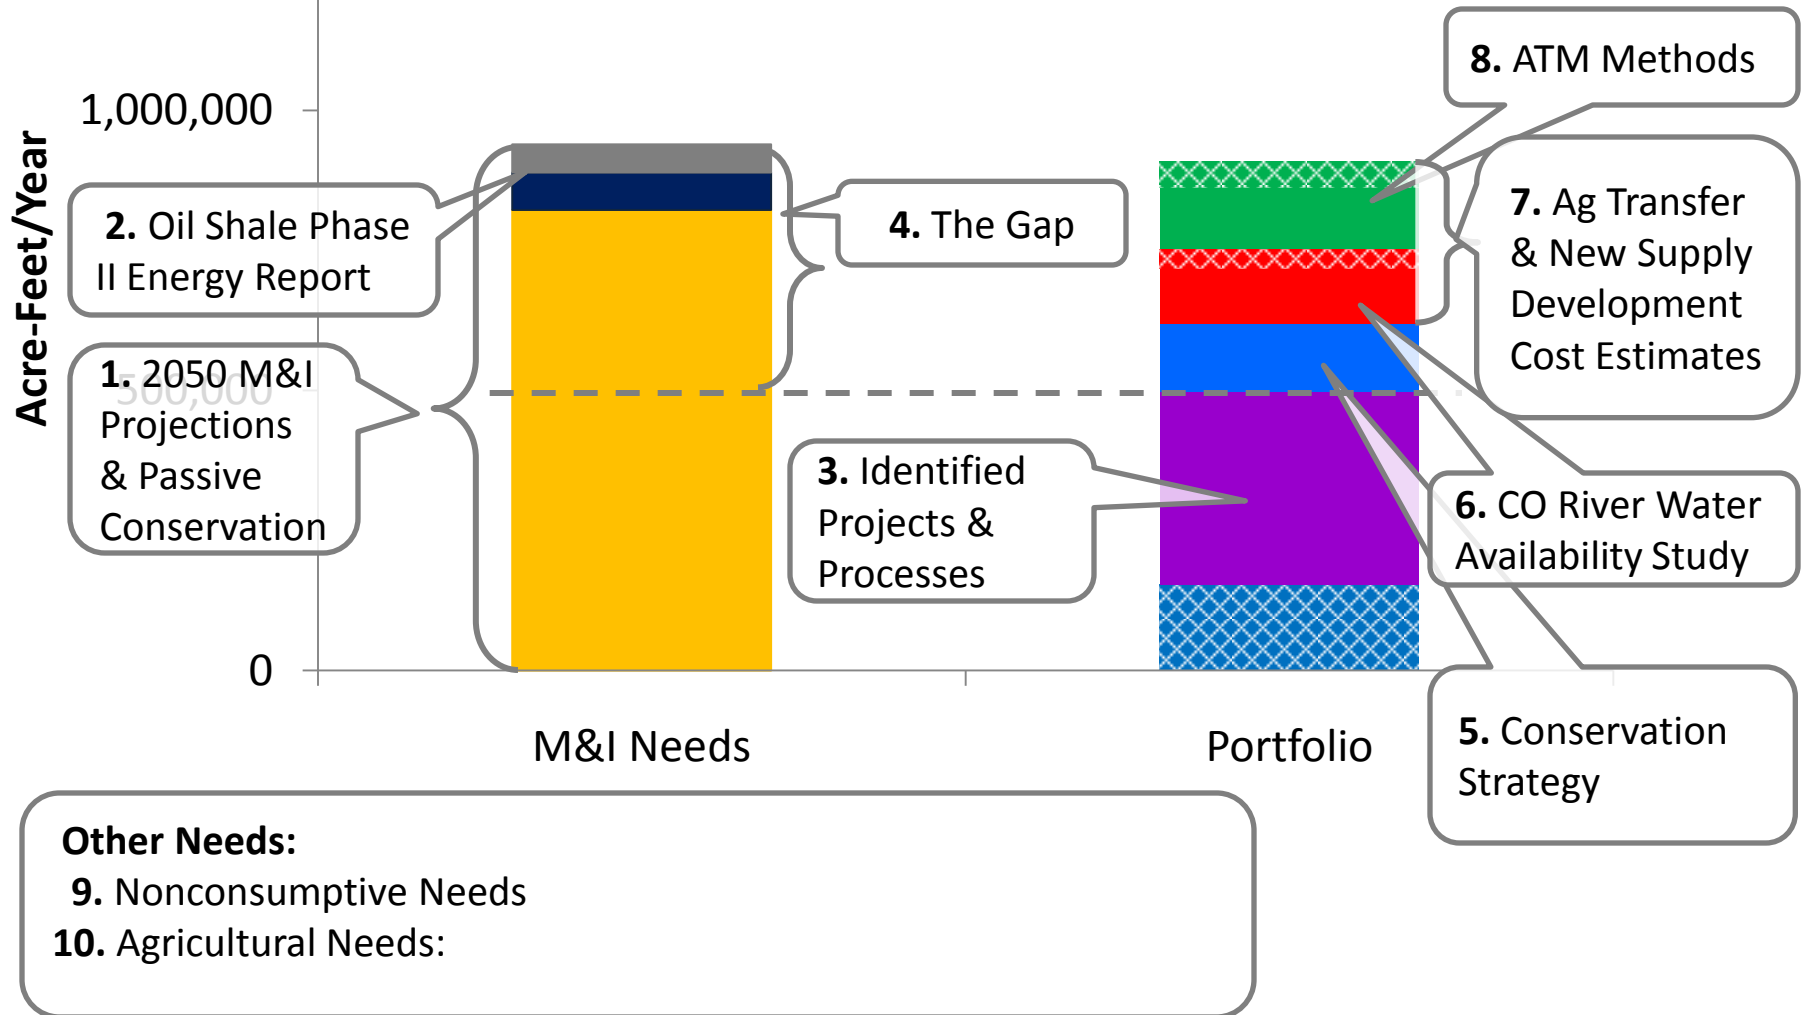 8. ATM Methods
1,000,000
Acre-Feet/Year
2. Oil Shale Phase
II Energy Report
4. The Gap
7. Ag Transfer
& New Supply
Development
Cost Estimates
500,000
1. 2050 M&I
Projections
& Passive
Conservation
3. Identified
Projects &
Processes
6. CO River Water
Availability Study
0
M&I Needs
Portfolio
5. Conservation
Strategy
Other Needs:
9. Nonconsumptive Needs
10. Agricultural Needs: